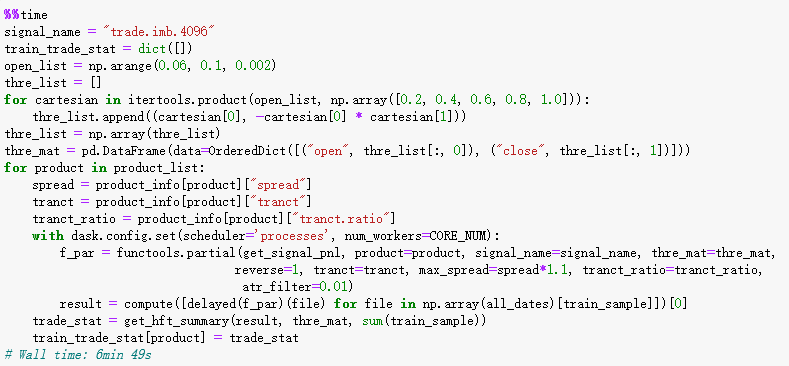 %%time
signal_name = "trade.imb.4096"
train_trade_stat = dict([])
open_list = np.arange(0.06, 0.1, 0.002)
thre_list = []
for cartesian in itertools.product(open_list, np.array([0.2, 0.4, 0.6, 0.8, 1.0])):
    thre_list.append((cartesian[0], -cartesian[0] * cartesian[1]))
thre_list = np.array(thre_list)
thre_mat = pd.DataFrame(data=OrderedDict([("open", thre_list[:, 0]), ("close", thre_list[:, 1])]))
for product in product_list:
    spread = product_info[product]["spread"]
    tranct = product_info[product]["tranct"]
    tranct_ratio = product_info[product]["tranct.ratio"]
    with dask.config.set(scheduler='processes', num_workers=CORE_NUM):
        f_par = functools.partial(get_signal_pnl, product=product, signal_name=signal_name, thre_mat=thre_mat,
                                  reverse=1, tranct=tranct, max_spread=spread*1.1, tranct_ratio=tranct_ratio,
                                   atr_filter=0.01)
        result = compute([delayed(f_par)(file) for file in np.array(all_dates)[train_sample]])[0]
    trade_stat = get_hft_summary(result, thre_mat, sum(train_sample))
    train_trade_stat[product] = trade_stat
# Wall time: 6min 49s